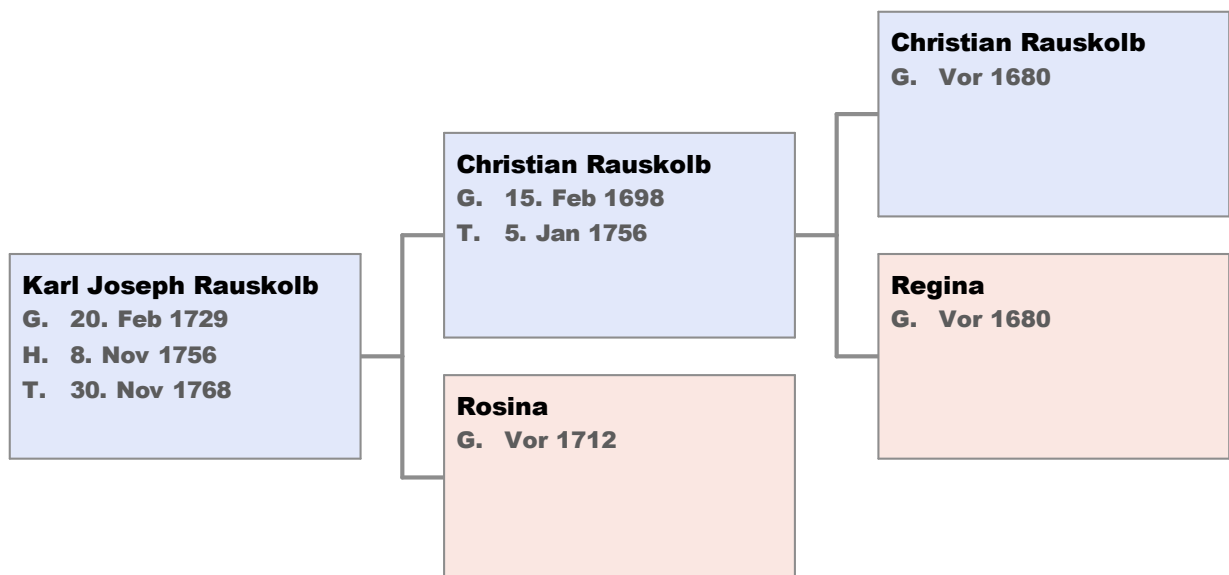 Karl Joseph Rauskolb
G. 20. Feb 1729
H. 8. Nov 1756
T. 30. Nov 1768
Christian Rauskolb
G. 15. Feb 1698
T. 5. Jan 1756
Rosina
G. Vor 1712
Christian Rauskolb
G. Vor 1680
Regina
G. Vor 1680